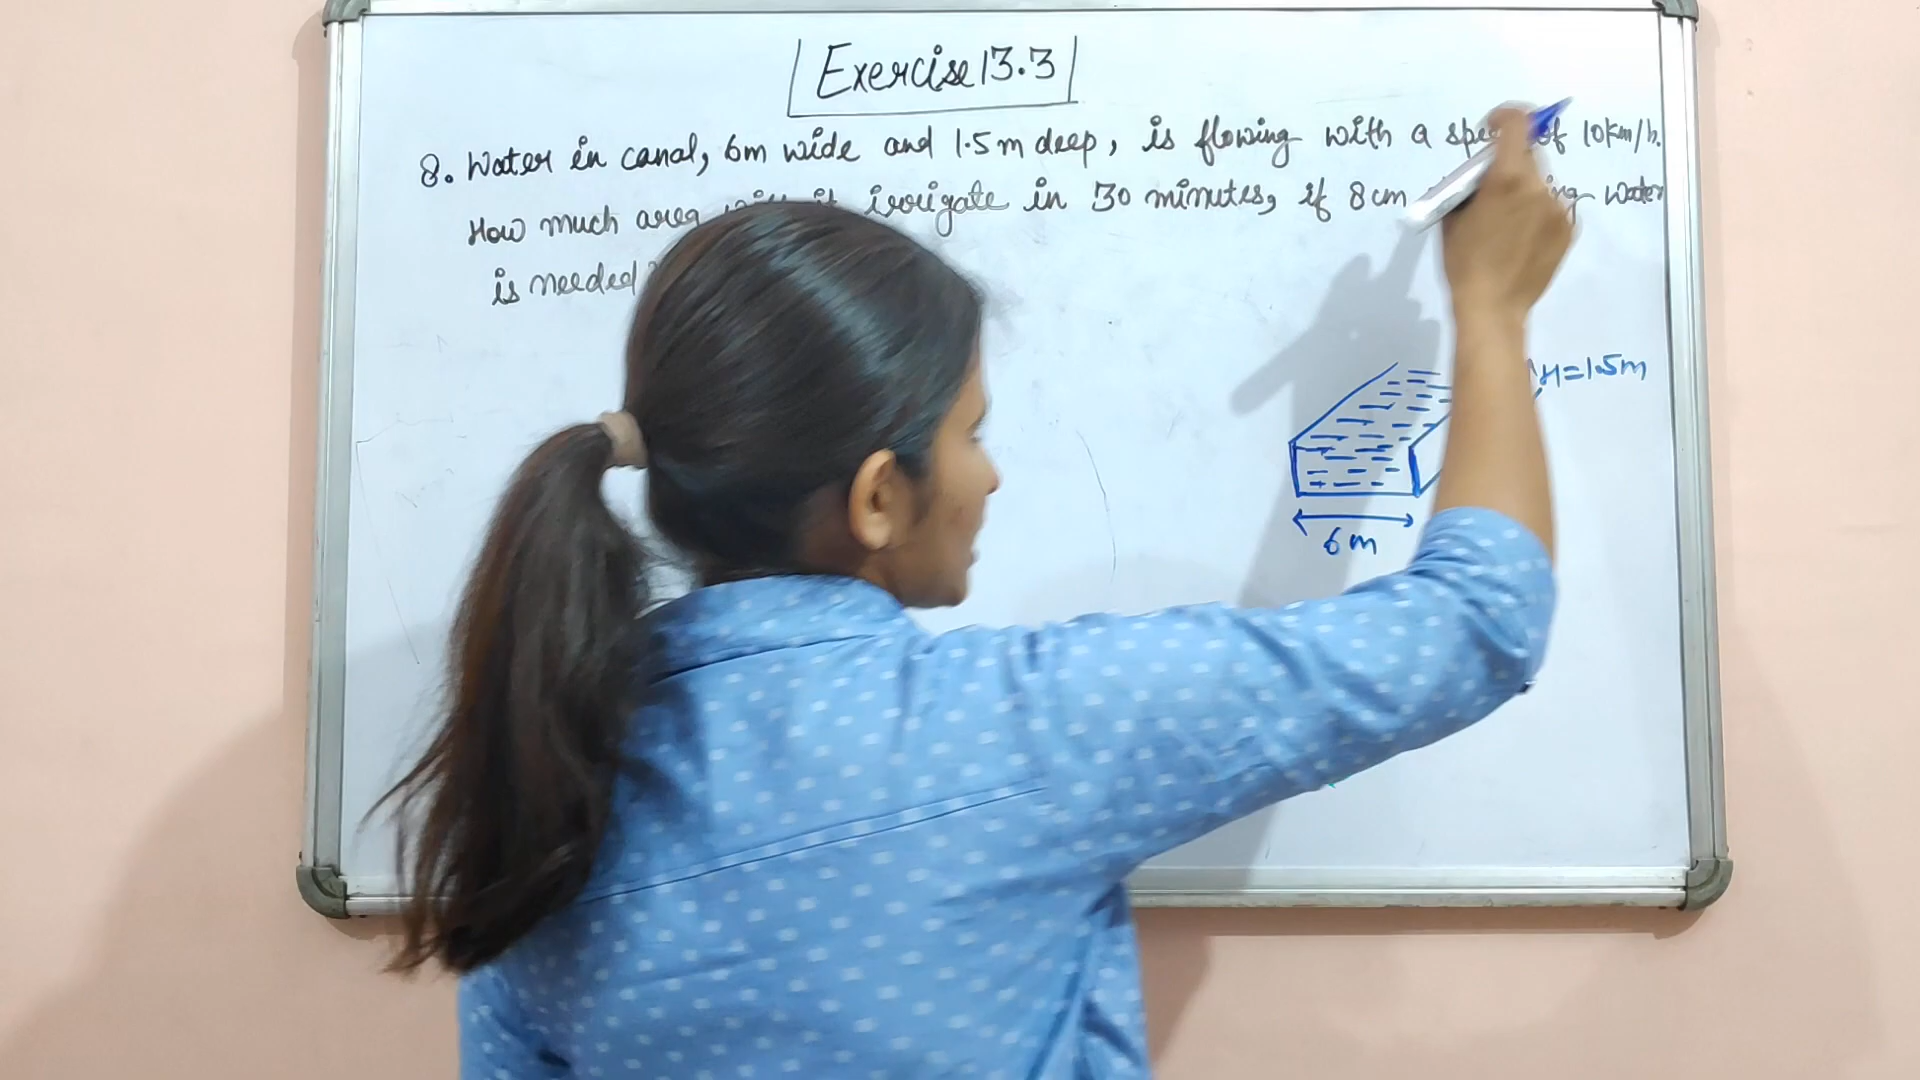 Exercise 13.3
8. Water in canal, 6m wide and 1.5m deep, is flowing with a of 10km/h.
How much area irrigate in 30 minutes, if 8cm water
is needed
H=1.5m
6m